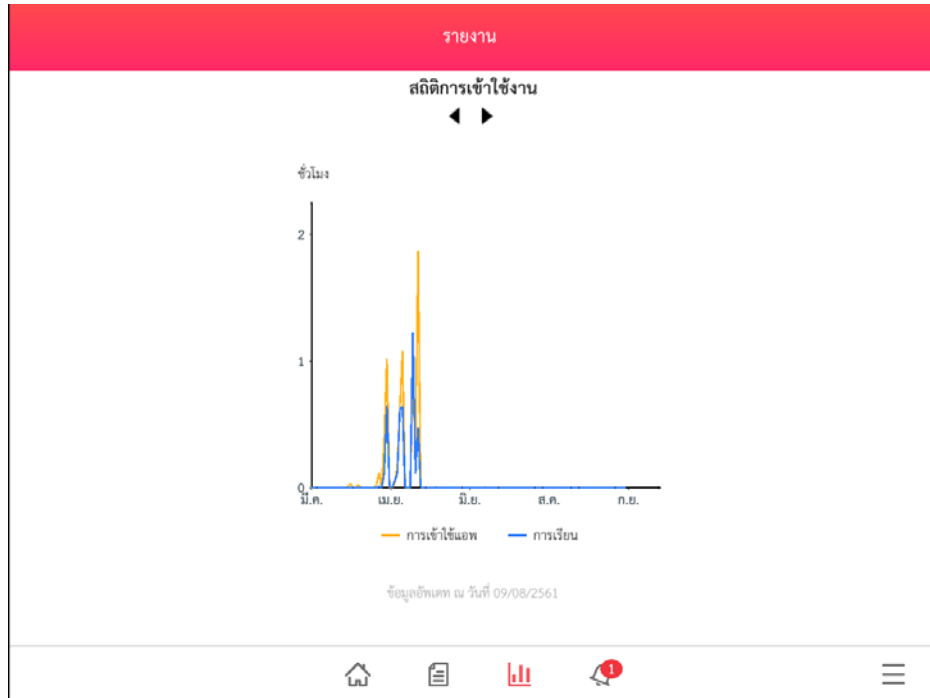 รายงาน
สถิติการเข้าใช้งาน
ชั่วโมง
2
1
0
มี.ค. เม.ย. มิ.ย. ส.ค. ก.ย.
การเข้าใช้แอพ การเรียน
ข้อมูลอัพเดท ณ วันที่ 09/08/2561
1